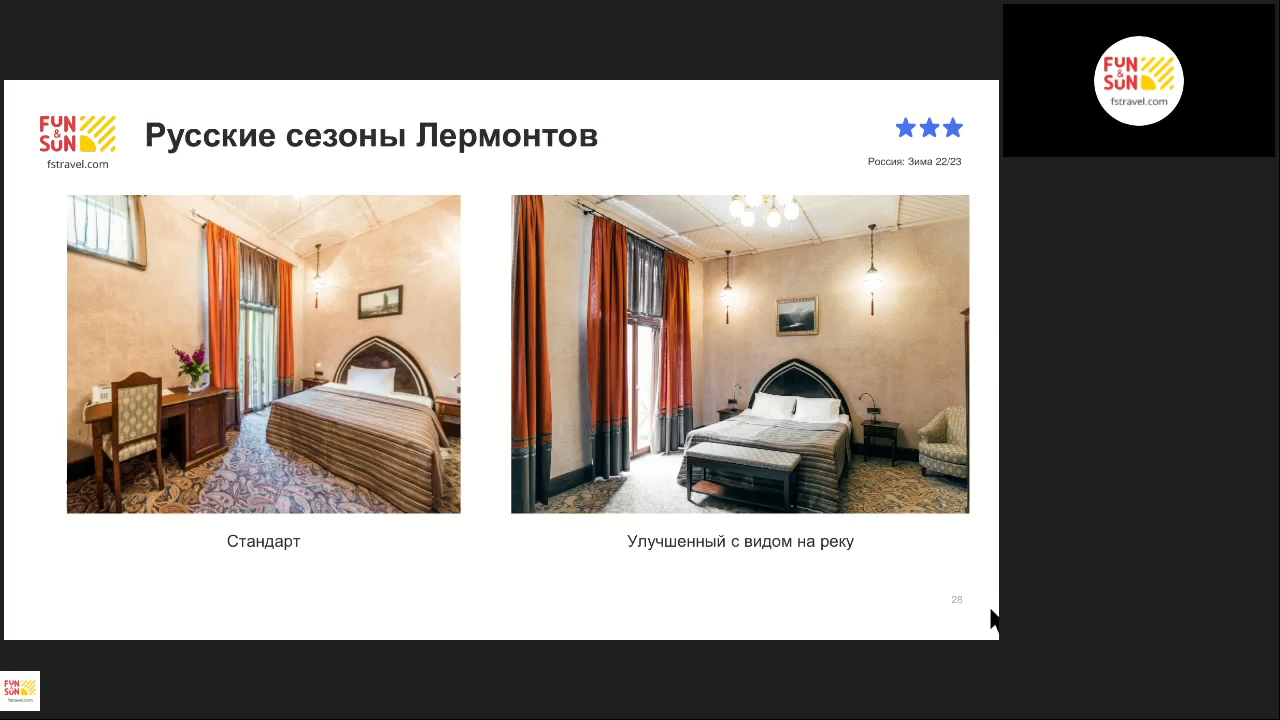 FUN
&
SUN
fstravel.com
Русские сезоны Лермонтов
Россия: Зима 22/23
Стандарт
Улучшенный с видом на реку
28
FUN
&
SUN
fstravel.com
FUN
&
SUN
fstravel.com